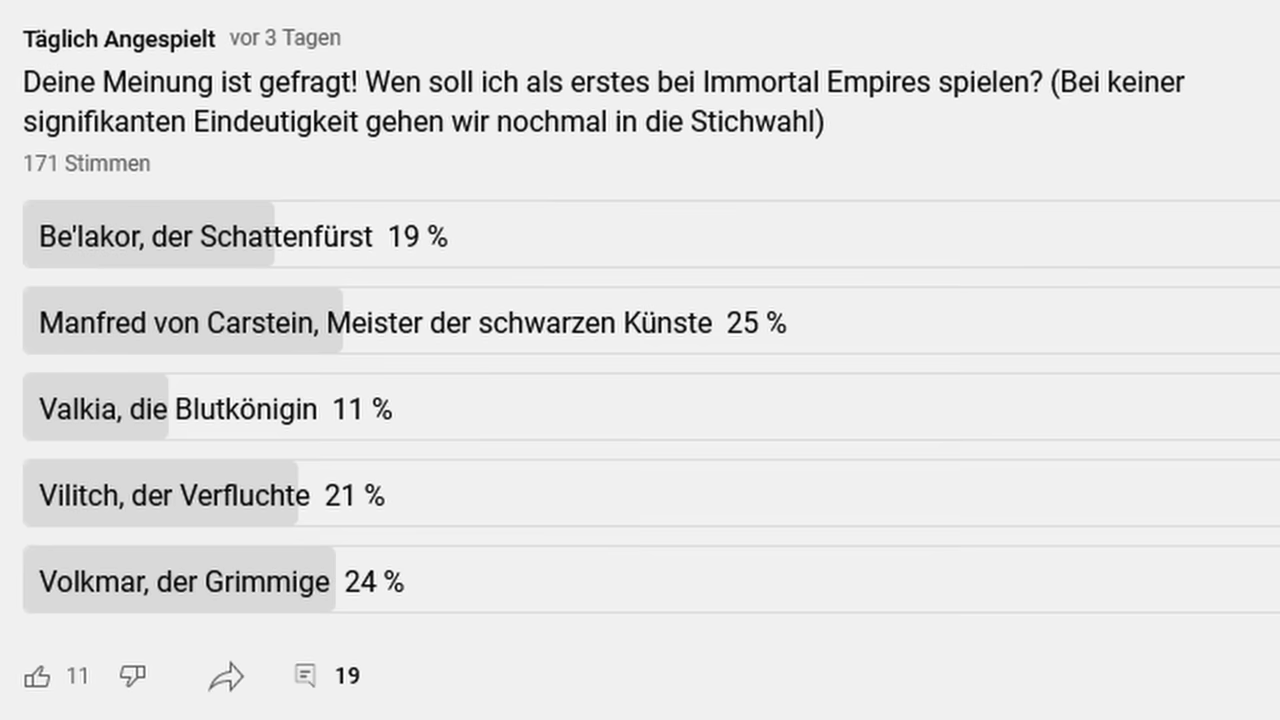 Täglich Angespielt vor 3 Tagen
Deine Meinung ist gefragt! Wen soll ich als erstes bei Immortal Empires spielen? (Bei keiner
signifikanten Eindeutigkeit gehen wir nochmal in die Stichwahl)
171 Stimmen
Be'lakor, der Schattenfürst 19 %
Manfred von Carstein, Meister der schwarzen Künste 25 %
Valkia, die Blutkönigin 11 %
Vilitch, der Verfluchte 21 %
Volkmar, der Grimmige 24 %
11 19